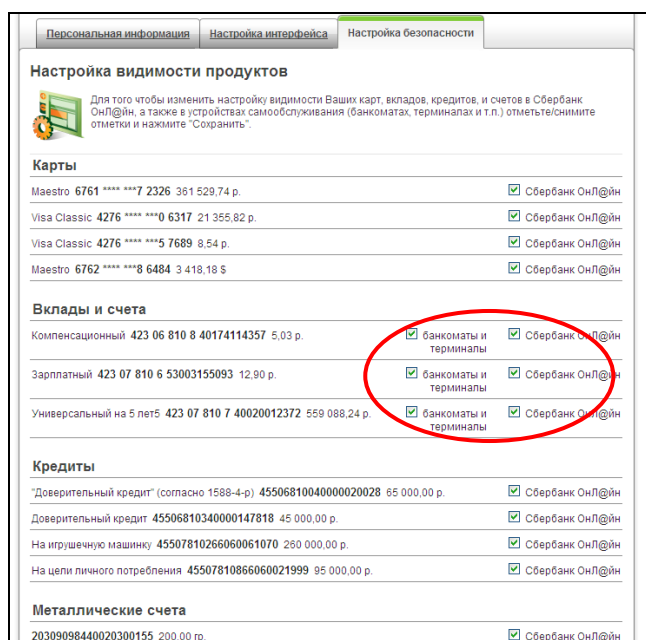 Персональная информация Настройка интерфейса Настройка безопасности
Настройка видимости продуктов
Для того чтобы изменить настройку видимости Ваших карт, вкладов, кредитов, и счетов в Сбербанк
ОнЛ@йн, а также в устройствах самообслуживания (банкоматах, терминалах и т.п.) отметьте/снимите
отметки и нажмите "Сохранить".
Карты
Maestro 6761 **** ***7 2326 361 529,74 р. Сбербанк ОнЛ@йн
Visa Classic 4276 **** ***0 6317 21 355,82 р. Сбербанк ОнЛ@йн
Visa Classic 4276 **** ***5 7689 8,54 р. Сбербанк ОнЛ@йн
Maestro 6762 **** ***8 6484 3 418,18 $ Сбербанк ОнЛ@йн
Вклады и счета
Компенсационный 423 06 810 8 40174114357 5,03 р. банкоматы и Сбербанк ОнЛ@йн
терминалы
Зарплатный 423 07 810 6 53003155093 12,90 р. банкоматы и Сбербанк ОнЛ@йн
терминалы
Универсальный на 5 лет5 423 07 810 7 40020012372 559 088,24 р. банкоматы и Сбербанк ОнЛ@йн
терминалы
Кредиты
"Доверительный кредит" (согласно 1588-4-р) 45506810040000020028 65 000,00 р. Сбербанк ОнЛ@йн
Доверительный кредит 45506810340000147818 45 000,00 р. Сбербанк ОнЛ@йн
На игрушечную машинку 45507810266060061070 260 000,00 р. Сбербанк ОнЛ@йн
На цели личного потребления 45507810866060021999 95 000,00 р. Сбербанк ОнЛ@йн
Металлические счета
20309098440020300155 200,00 гр. Сбербанк ОнЛ@йн